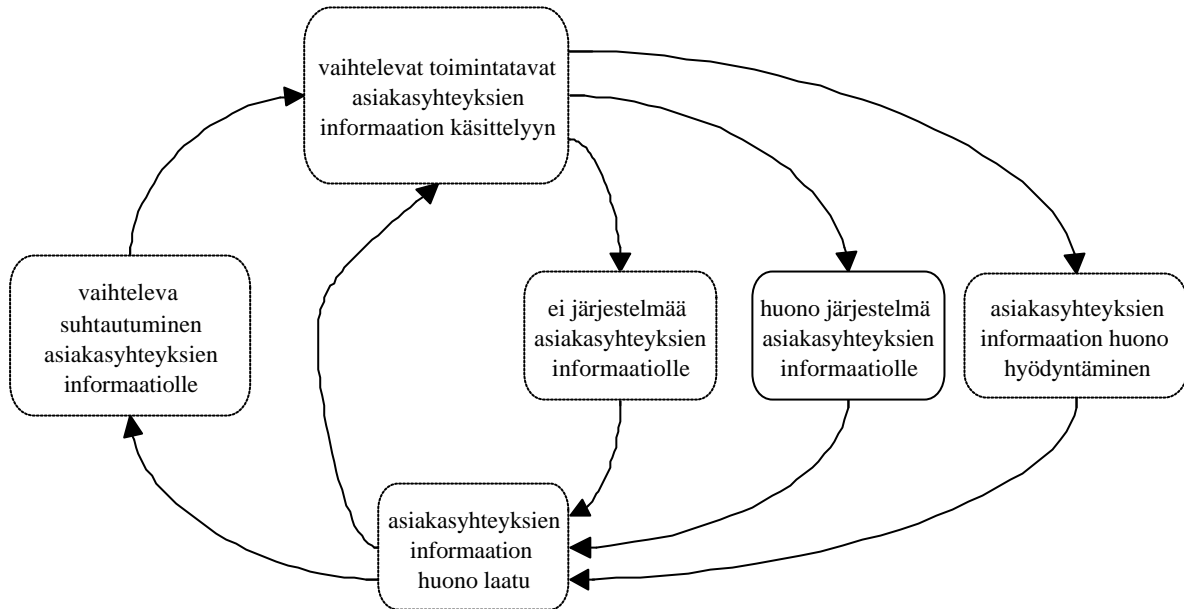 vaihtelevat toimintatavat
asiakasyhteyksien
informaation käsittelyyn
vaihteleva
suhtautuminen
asiakasyhteyksien
informaatiolle
ei järjestelmää
asiakasyhteyksien
informaatiolle
huono järjestelmä
asiakasyhteyksien
informaatiolle
asiakasyhteyksien
informaation huono
hyödyntäminen
asiakasyhteyksien
informaation
huono laatu